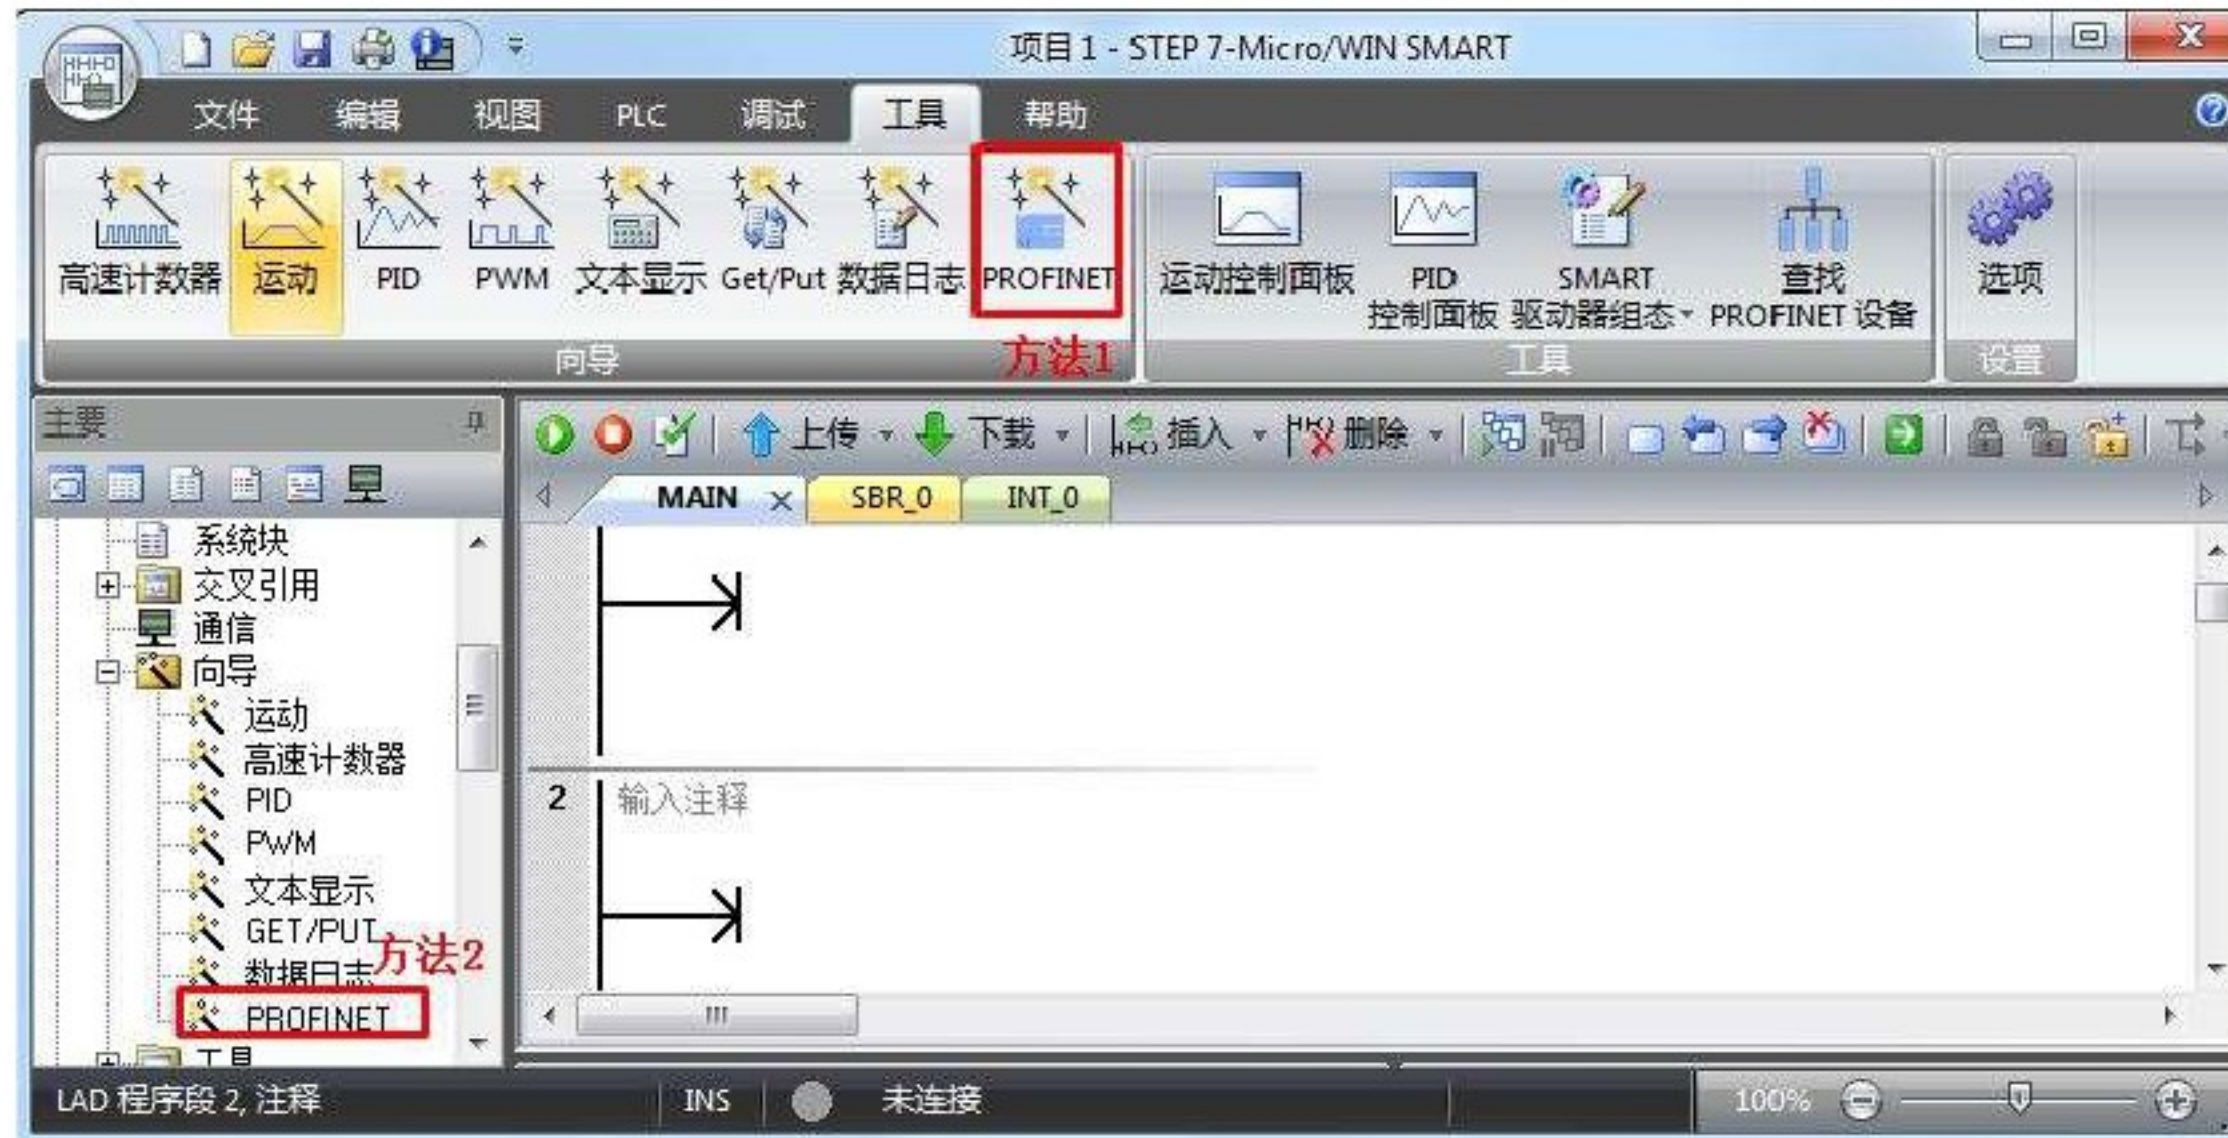 项目1 - STEP 7-Micro/WIN SMART
文件 编辑 视图 PLC 调试 工具 帮助
高速计数器 运动 PID PWM 文本显示 Get/Put 数据日志 PROFINET 运动控制面板 PID 控制面板 SMART 驱动器组态 查找 PROFINET 设备 选项
向导 方法1 工具 设置
主要
上传 下载 插入 删除
MAIN SBR_0 INT_0
系统块
交叉引用
通信
向导
运动
高速计数器
PID
PWM
文本显示
GET/PUT
方法2
数据日志
PROFINET
工具
2 输入注释
LAD 程序段 2, 注释 INS 未连接 100%